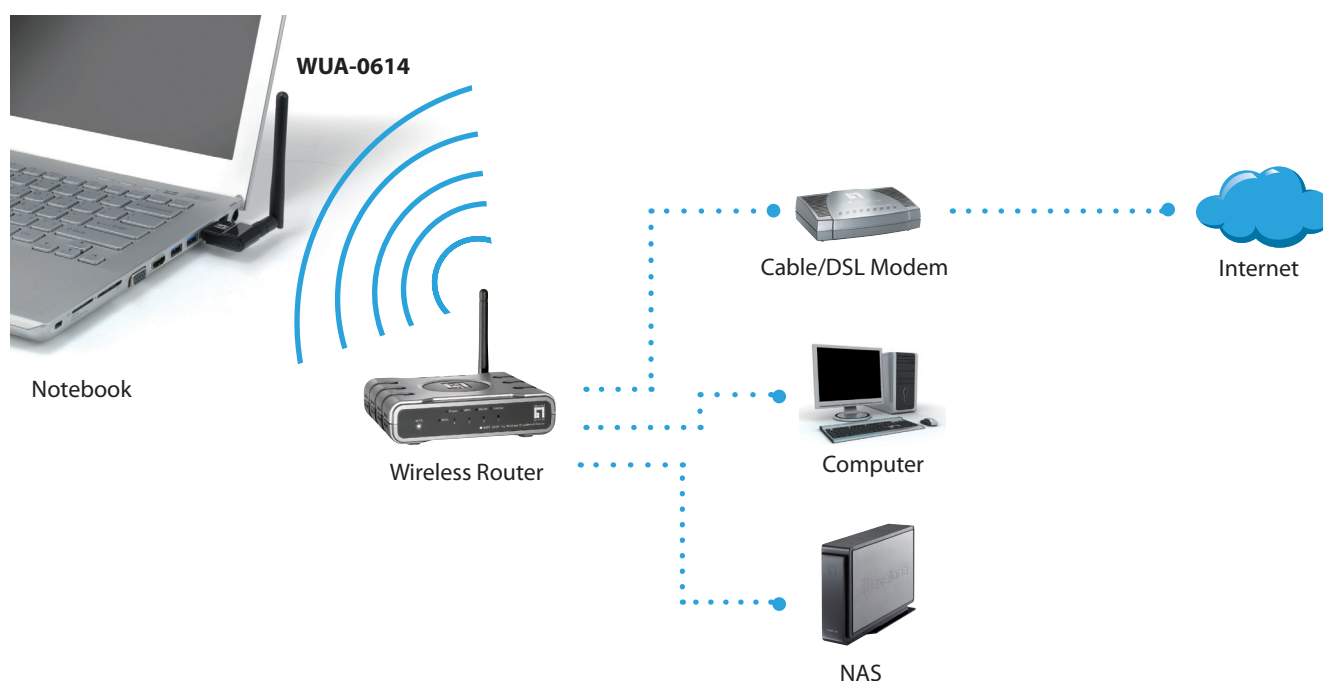 WUA-0614
Notebook
Wireless Router
Cable/DSL Modem
Internet
Computer
NAS